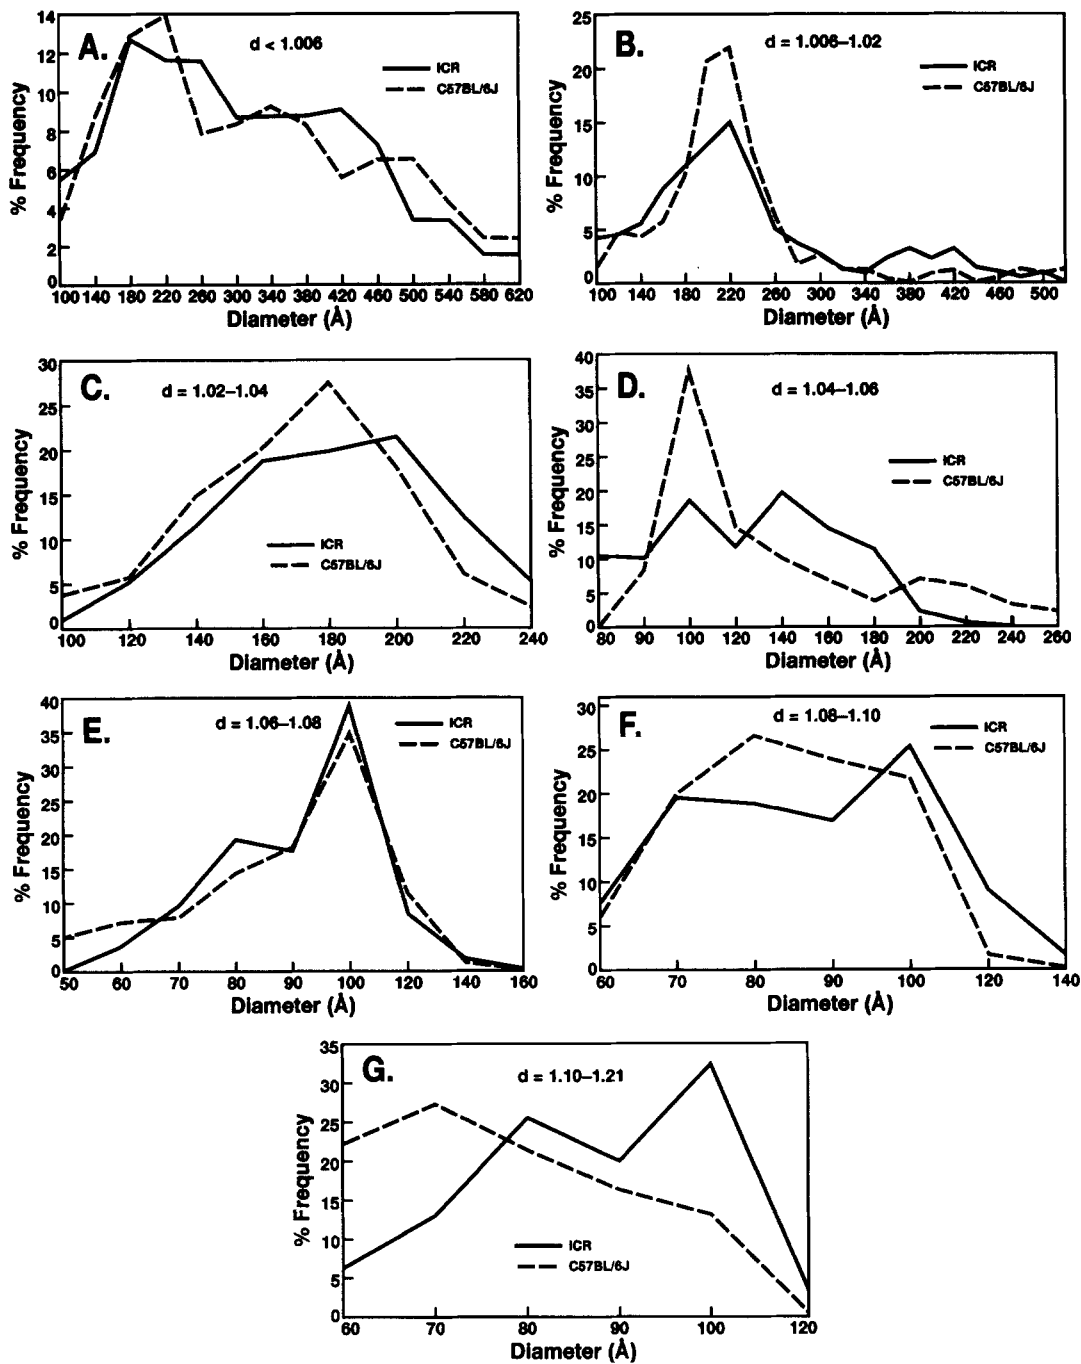 A.
d < 1.006
ICR
C57BL/6J
% Frequency
14
12
10
8
6
4
2
0
100 140 180 220 260 300 340 380 420 460 500 540 580 620
Diameter (Å)
B.
d = 1.006–1.02
ICR
C57BL/6J
% Frequency
25
20
15
10
5
0
100 140 180 220 260 300 340 380 420 460 500
Diameter (Å)
C.
d = 1.02–1.04
ICR
C57BL/6J
% Frequency
30
25
20
15
10
5
0
100 120 140 160 180 200 220 240
Diameter (Å)
D.
d = 1.04–1.06
ICR
C57BL/6J
% Frequency
40
35
30
25
20
15
10
5
0
80 90 100 120 140 160 180 200 220 240 260
Diameter (Å)
E.
d = 1.06–1.08
ICR
C57BL/6J
% Frequency
40
35
30
25
20
15
10
5
0
50 60 70 80 90 100 120 140 160
Diameter (Å)
F.
d = 1.08–1.10
ICR
C57BL/6J
% Frequency
30
25
20
15
10
5
0
60 70 80 90 100 120 140
Diameter (Å)
G.
d = 1.10–1.21
ICR
C57BL/6J
% Frequency
35
30
25
20
15
10
5
0
60 70 80 90 100 120
Diameter (Å)